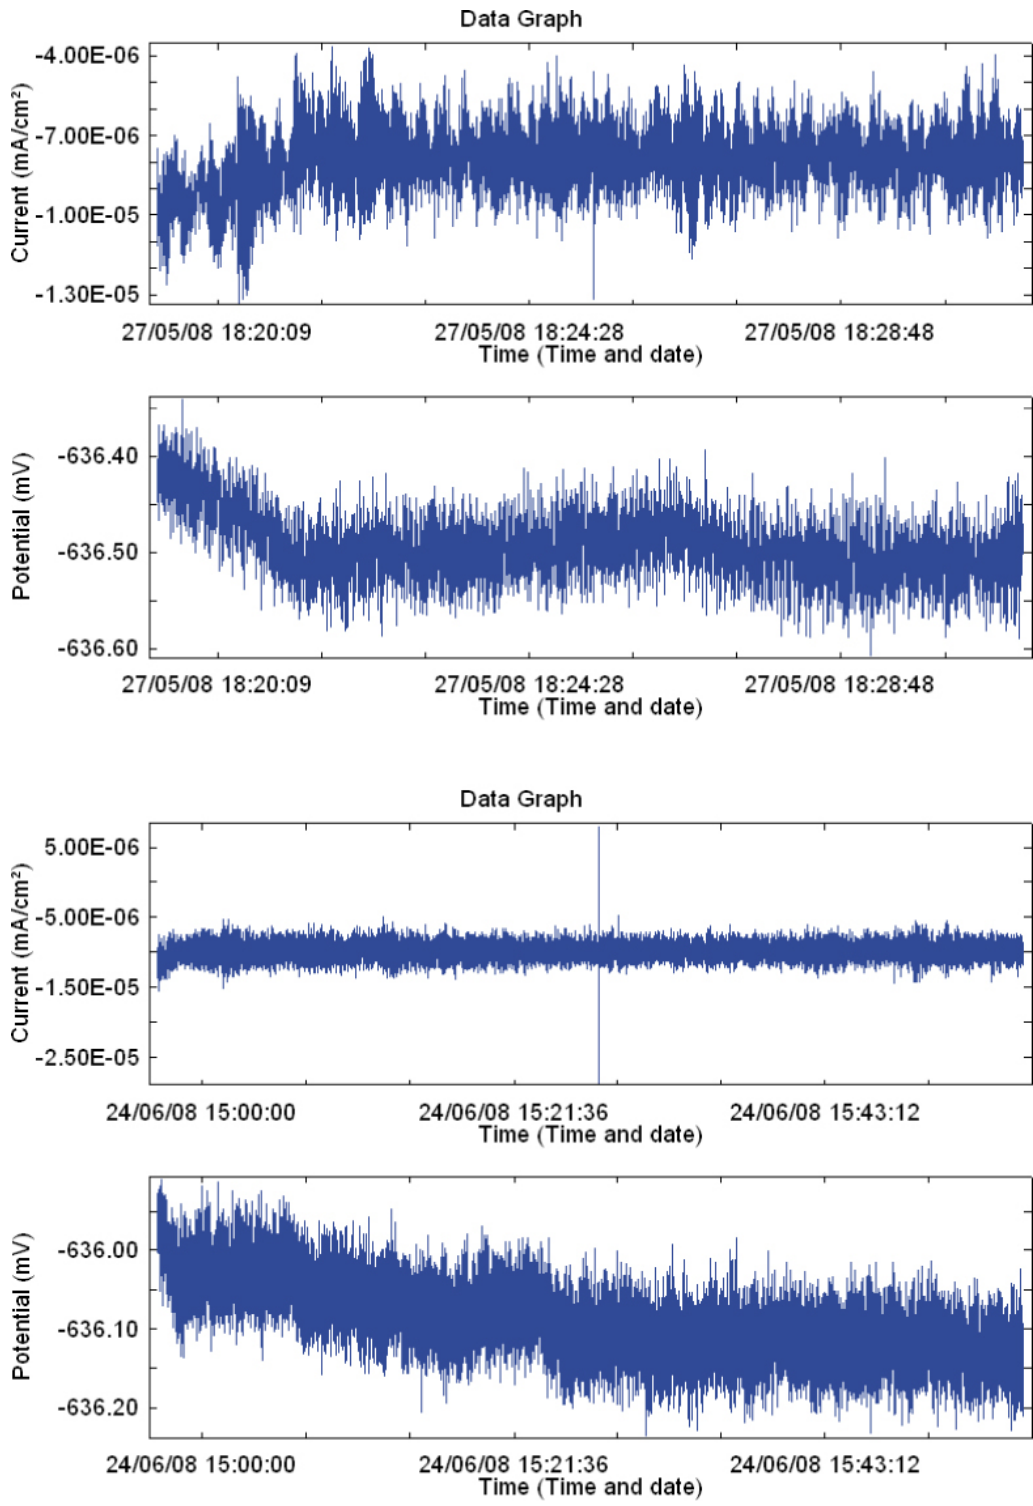 Data Graph
-4.00E-06
-7.00E-06
-1.00E-05
-1.30E-05
Current (mA/cm²)
27/05/08 18:20:09 27/05/08 18:24:28 27/05/08 18:28:48
Time (Time and date)
-636.40
-636.50
-636.60
Potential (mV)
27/05/08 18:20:09 27/05/08 18:24:28 27/05/08 18:28:48
Time (Time and date)
Data Graph
5.00E-06
-5.00E-06
-1.50E-05
-2.50E-05
Current (mA/cm²)
24/06/08 15:00:00 24/06/08 15:21:36 24/06/08 15:43:12
Time (Time and date)
-636.00
-636.10
-636.20
Potential (mV)
24/06/08 15:00:00 24/06/08 15:21:36 24/06/08 15:43:12
Time (Time and date)